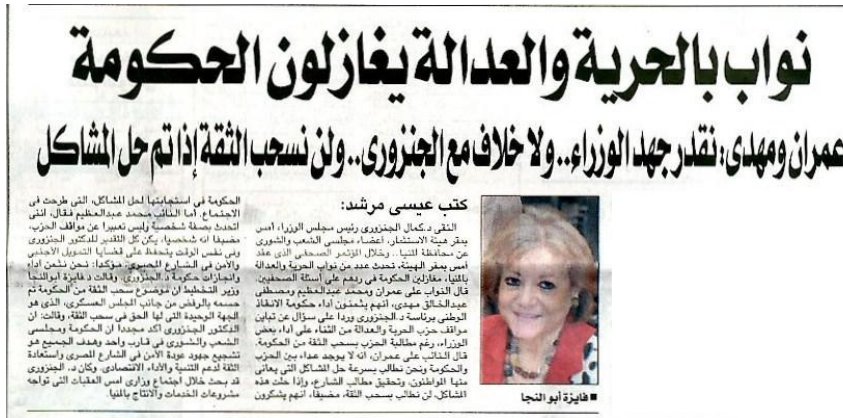 نواب بالحرية والعدالة يغازلون الحكومة
عمران ومهدى: نقدر جهد الوزراء.. ولا خلاف مع الجنزورى.. ولن نسحب الثقة إذا تم حل المشاكل
كتب عيسى مرشد:
التقى د.كمال الجنزورى رئيس مجلس الوزراء امس
بمقر هيئة الاستثمار، أعضاء مجلسى الشعب والشورى
عن محافظة المنيا. وخلال المؤتمر الصحفى الذى عقد
أمس بمقر الهيئة، تحدث عدد من نواب الحرية والعدالة
بالمنيا، مغازلين الحكومة فى ردهم على أسئلة الصحفيين.
قال النواب على عمران ومحمد عبدالعظيم ومصطفى
عبدالخالق مهدى، انهم يثمنون أداء حكومة الانقاذ
الوطنى برئاسة د.الجنزورى وردا على سؤال عن تباين
مواقف حزب الحرية والعدالة من الثناء على أداء بعض
الوزراء، رغم مطالبة الحزب بسحب الثقة من الحكومة.
قال النائب على عمران، انه لا يوجد عداء بين الحزب
والحكومة ونحن نطالب بسرعة حل المشاكل التى يعانى
منها المواطنون، وتحقيق مطالب الشارع، وإذا حلت هذه
المشاكل، لن نطالب بسحب الثقة، مضيفا، انهم يشكرون
الحكومة فى استجابتها لحل المشاكل، التى طرحت فى
الاجتماع. أما النائب محمد عبدالعظيم فقال، اننى
أتحدث بصفة شخصية وليس تعبيرا عن مواقف الحزب،
مضيفا انه شخصيا، يكن كل التقدير للدكتور الجنزورى
وفى نفس الوقت يتحفظ على قضايا التمويل الأجنبى
والأمن فى الشارع المصرى، مؤكدا: نحن نثمن أداء
وانجازات حكومة د.الجنزورى. وقالت د.فايزة أبوالنجا
وزير التخطيط ان موضوع سحب الثقة من الحكومة تم
حسمه بالرفض من جانب المجلس العسكرى، الذى هو
الجهة الوحيدة التى لها الحق فى سحب الثقة، وقالت: ان
الدكتور الجنزورى أكد مجددا ان الحكومة ومجلسى
الشعب والشورى فى قارب واحد وهدف الجميع هو
تشجيع جهود عودة الأمن فى الشارع المصرى واستعادة
الثقة لدعم التنمية والأداء الاقتصادى. وكان د. الجنزورى
قد بحث خلال اجتماع وزارى امس العقبات التى تواجه
مشروعات الخدمات والانتاج بالمنيا.
■ فايزة أبو النجا